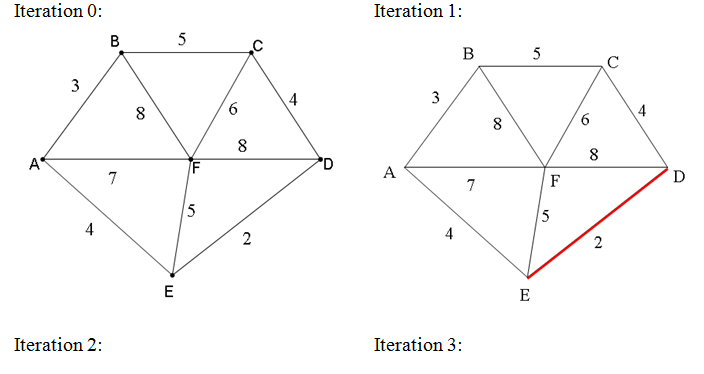 Iteration 0:
Iteration 1:
B 5 C
3 8 6 4
A 7 F 8 D
4 5 2
E
B 5 C
3 8 6 4
A 7 F 8 D
4 5 2
E
Iteration 2:
Iteration 3: